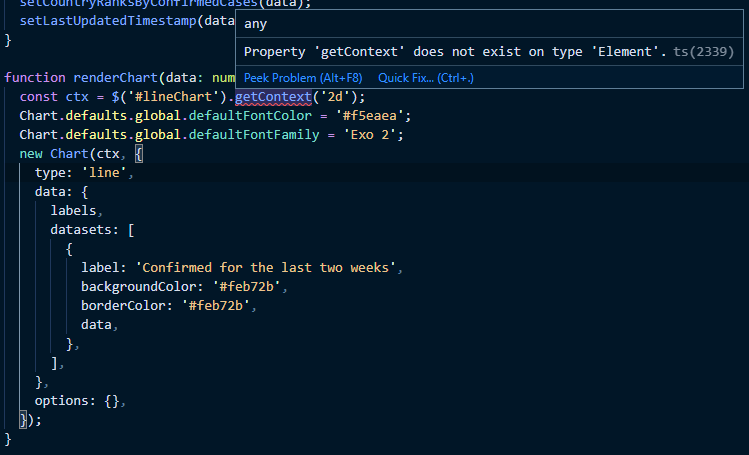 setCountryRanksByConfirmedCases(data);
setLastUpdatedTimestamp(data
}
any
Property 'getContext' does not exist on type 'Element'. ts(2339)
Peek Problem (Alt+F8) Quick Fix... (Ctrl+.)
function renderChart(data: num
const ctx = $('#lineChart').getContext('2d');
Chart.defaults.global.defaultFontColor = '#f5eaea';
Chart.defaults.global.defaultFontFamily = 'Exo 2';
new Chart(ctx, {
type: 'line',
data: {
labels,
datasets: [
{
label: 'Confirmed for the last two weeks',
backgroundColor: '#feb72b',
borderColor: '#feb72b',
data,
},
],
},
options: {},
});
}